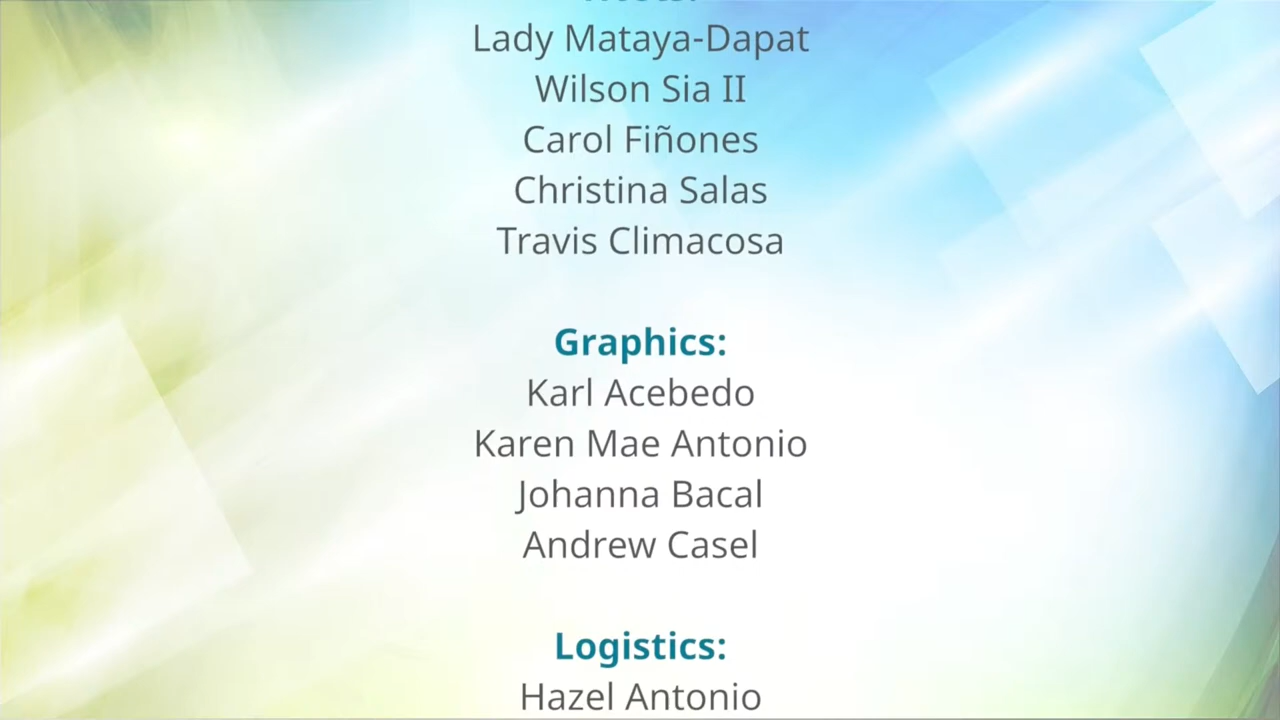 Lady Mataya-Dapat
Wilson Sia II
Carol Fiñones
Christina Salas
Travis Climacosa
Graphics:
Karl Acebedo
Karen Mae Antonio
Johanna Bacal
Andrew Casel
Logistics:
Hazel Antonio